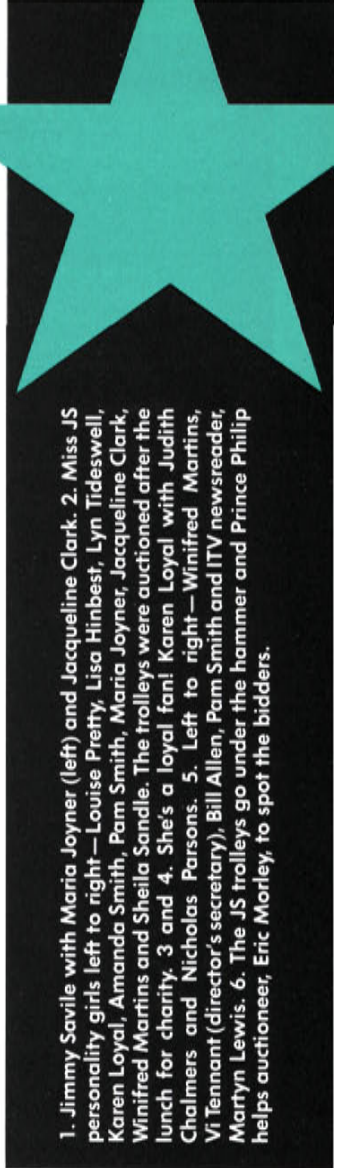 1. Jimmy Savile with Maria Joyner (left) and Jacqueline Clark. 2. Miss JS
personality girls left to right—Louise Pretty, Lisa Hinbest, Lyn Tideswell,
Karen Loyal, Amanda Smith, Pam Smith, Maria Joyner, Jacqueline Clark,
Winifred Martins and Sheila Sandle. The trolleys were auctioned after the
lunch for charity. 3 and 4. She's a loyal fan! Karen Loyal with Judith
Chalmers and Nicholas Parsons. 5. Left to right—Winifred Martins,
Vi Tennant (director's secretary), Bill Allen, Pam Smith and ITV newsreader,
Martyn Lewis. 6. The JS trolleys go under the hammer and Prince Philip
helps auctioneer, Eric Morley, to spot the bidders.